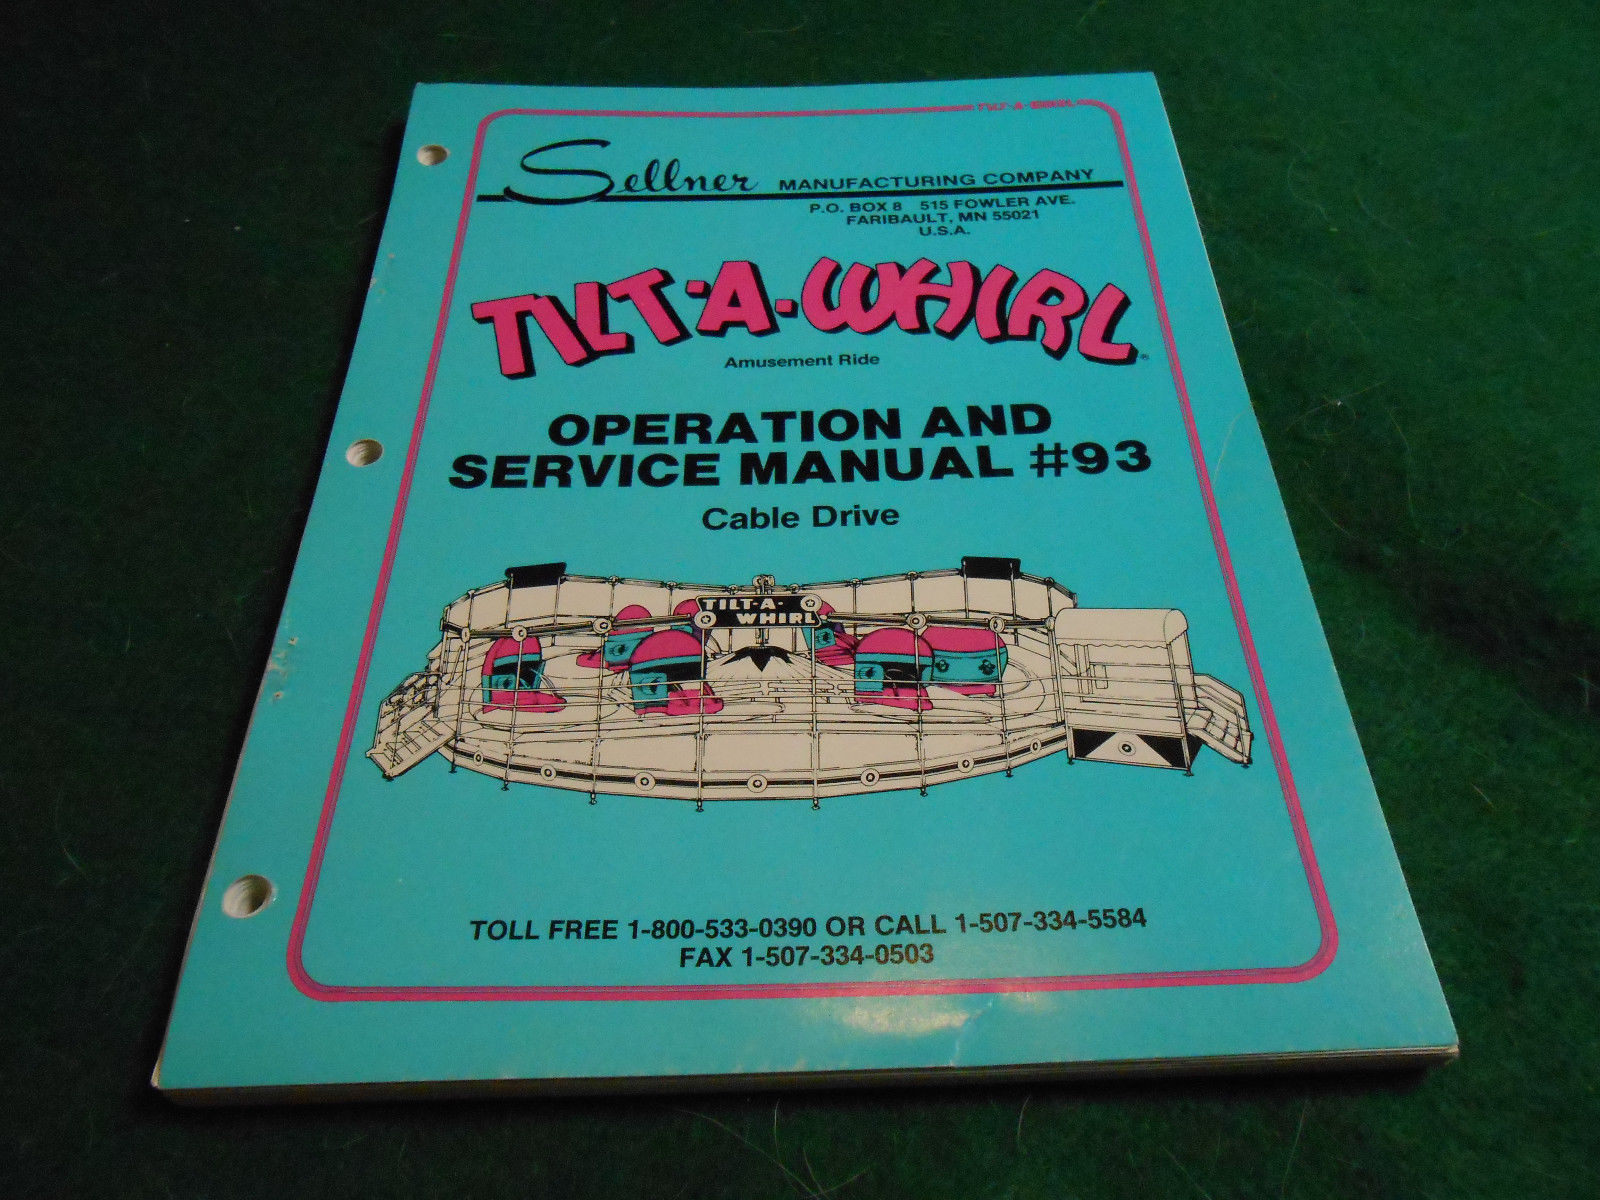 TILT-A-WHIRL
Sellner MANUFACTURING COMPANY
P.O. BOX 8 515 FOWLER AVE.
FARIBAULT, MN 55021
U.S.A.
TILT-A-WHIRL®
Amusement Ride
OPERATION AND
SERVICE MANUAL #93
Cable Drive
TILT-A-
WHIRL
TOLL FREE 1-800-533-0390 OR CALL 1-507-334-5584
FAX 1-507-334-0503